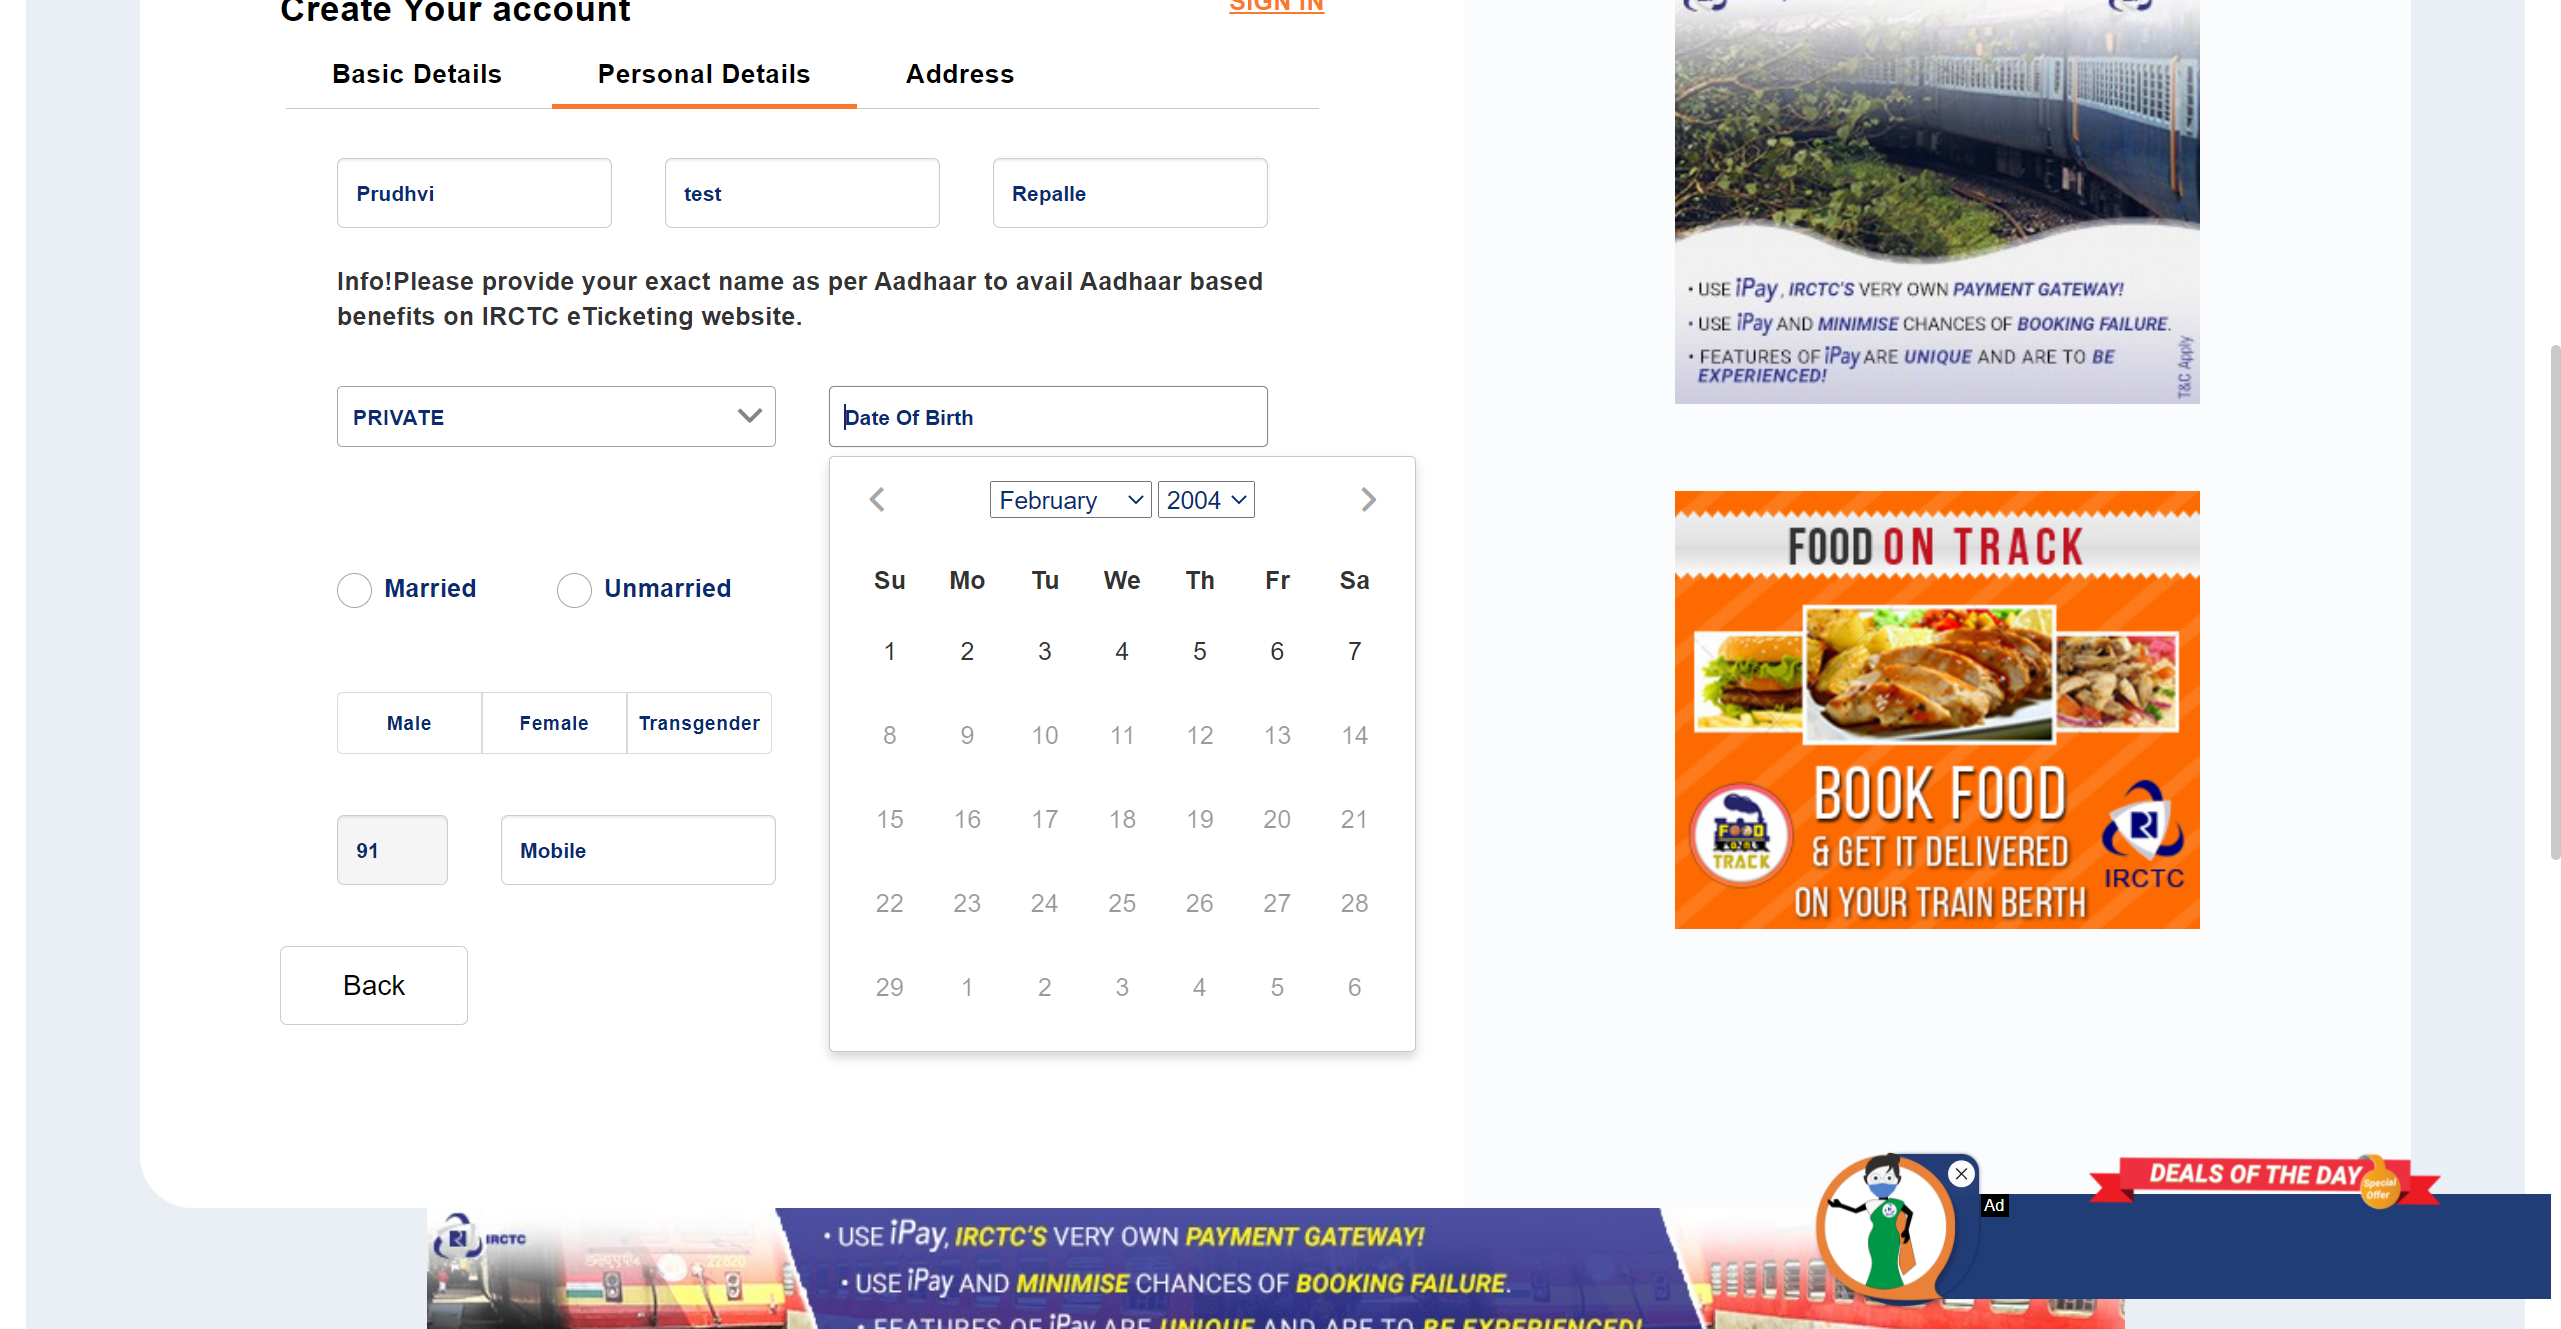 Create Your account
SIGN IN
Basic Details Personal Details Address
Prudhvi test Repalle
Info!Please provide your exact name as per Aadhaar to avail Aadhaar based
benefits on IRCTC eTicketing website.
PRIVATE Date Of Birth
February 2004
Su Mo Tu We Th Fr Sa
1 2 3 4 5 6 7
8 9 10 11 12 13 14
15 16 17 18 19 20 21
22 23 24 25 26 27 28
29 1 2 3 4 5 6
Married Unmarried
Male Female Transgender
91 Mobile
Back
• USE iPay, IRCTC'S VERY OWN PAYMENT GATEWAY!
• USE iPay AND MINIMISE CHANCES OF BOOKING FAILURE.
• FEATURES OF iPay ARE UNIQUE AND ARE TO BE
EXPERIENCED!
T&C Apply
FOOD ON TRACK
BOOK FOOD
& GET IT DELIVERED
ON YOUR TRAIN BERTH
FOOD
ON
TRACK
IRCTC
DEALS OF THE DAY
Special
Offer
Ad
IRCTC
22820
• USE iPay, IRCTC'S VERY OWN PAYMENT GATEWAY!
• USE iPay AND MINIMISE CHANCES OF BOOKING FAILURE.
• FEATURES OF iPay ARE UNIQUE AND ARE TO BE EXPERIENCED!